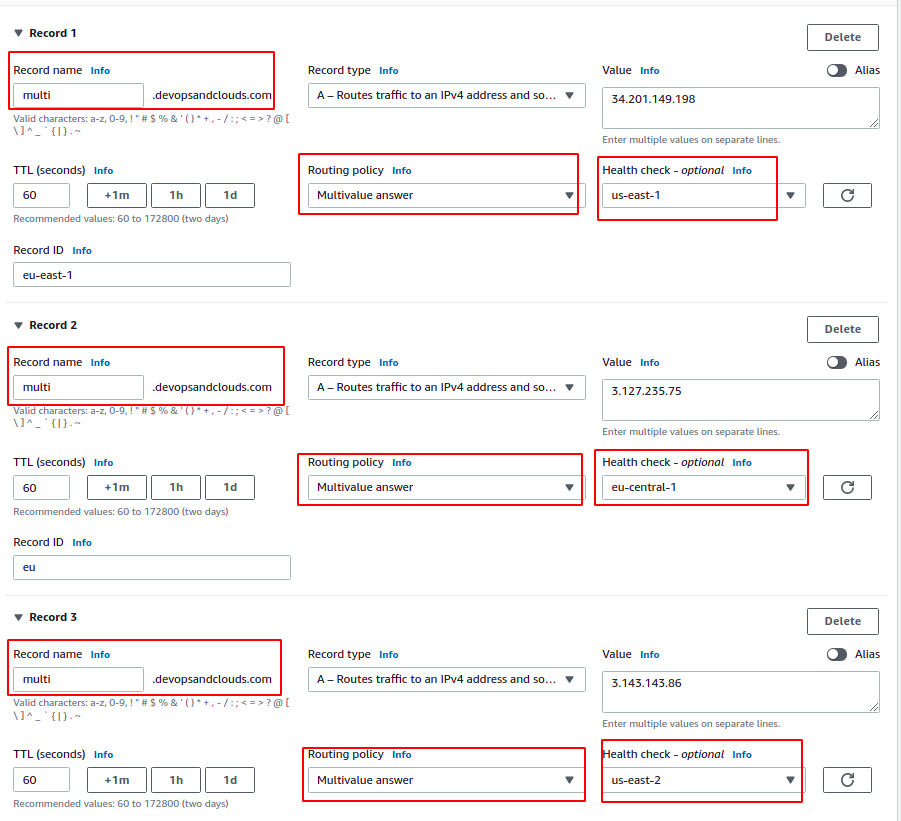 Record 1
Delete
Record name Info
Record type Info
Value Info
Alias
multi .devopsandclouds.com
A – Routes traffic to an IPv4 address and so...
34.201.149.198
Valid characters: a-z, 0-9, ! " # $ % & ' ( ) * + , - / : ; < = > ? @ [
\ ] ^ _ ` { | } . ~
Enter multiple values on separate lines.
TTL (seconds) Info
Routing policy Info
Health check - optional Info
60
+1m
1h
1d
Multivalue answer
us-east-1
Recommended values: 60 to 172800 (two days)
Record ID Info
eu-east-1
Record 2
Delete
Record name Info
Record type Info
Value Info
Alias
multi .devopsandclouds.com
A – Routes traffic to an IPv4 address and so...
3.127.235.75
Valid characters: a-z, 0-9, ! " # $ % & ' ( ) * + , - / : ; < = > ? @ [
\ ] ^ _ ` { | } . ~
Enter multiple values on separate lines.
TTL (seconds) Info
Routing policy Info
Health check - optional Info
60
+1m
1h
1d
Multivalue answer
eu-central-1
Recommended values: 60 to 172800 (two days)
Record ID Info
eu
Record 3
Delete
Record name Info
Record type Info
Value Info
Alias
multi .devopsandclouds.com
A – Routes traffic to an IPv4 address and so...
3.143.143.86
Valid characters: a-z, 0-9, ! " # $ % & ' ( ) * + , - / : ; < = > ? @ [
\ ] ^ _ ` { | } . ~
Enter multiple values on separate lines.
TTL (seconds) Info
Routing policy Info
Health check - optional Info
60
+1m
1h
1d
Multivalue answer
us-east-2
Recommended values: 60 to 172800 (two days)